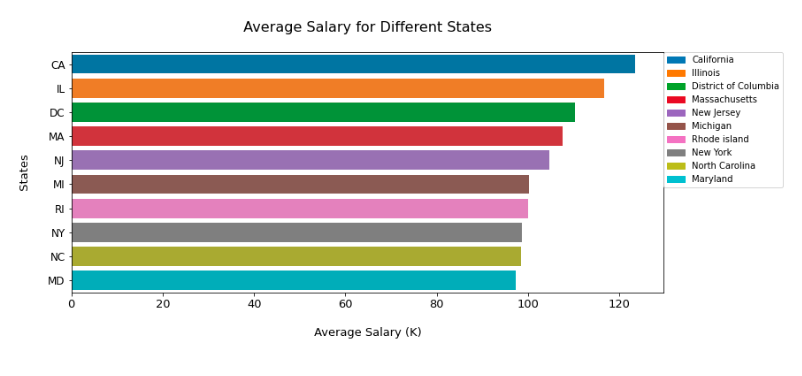 Average Salary for Different States
CA
IL
DC
MA
NJ
MI
RI
NY
NC
MD
States
0 20 40 60 80 100 120
Average Salary (K)
California
Illinois
District of Columbia
Massachusetts
New Jersey
Michigan
Rhode island
New York
North Carolina
Maryland